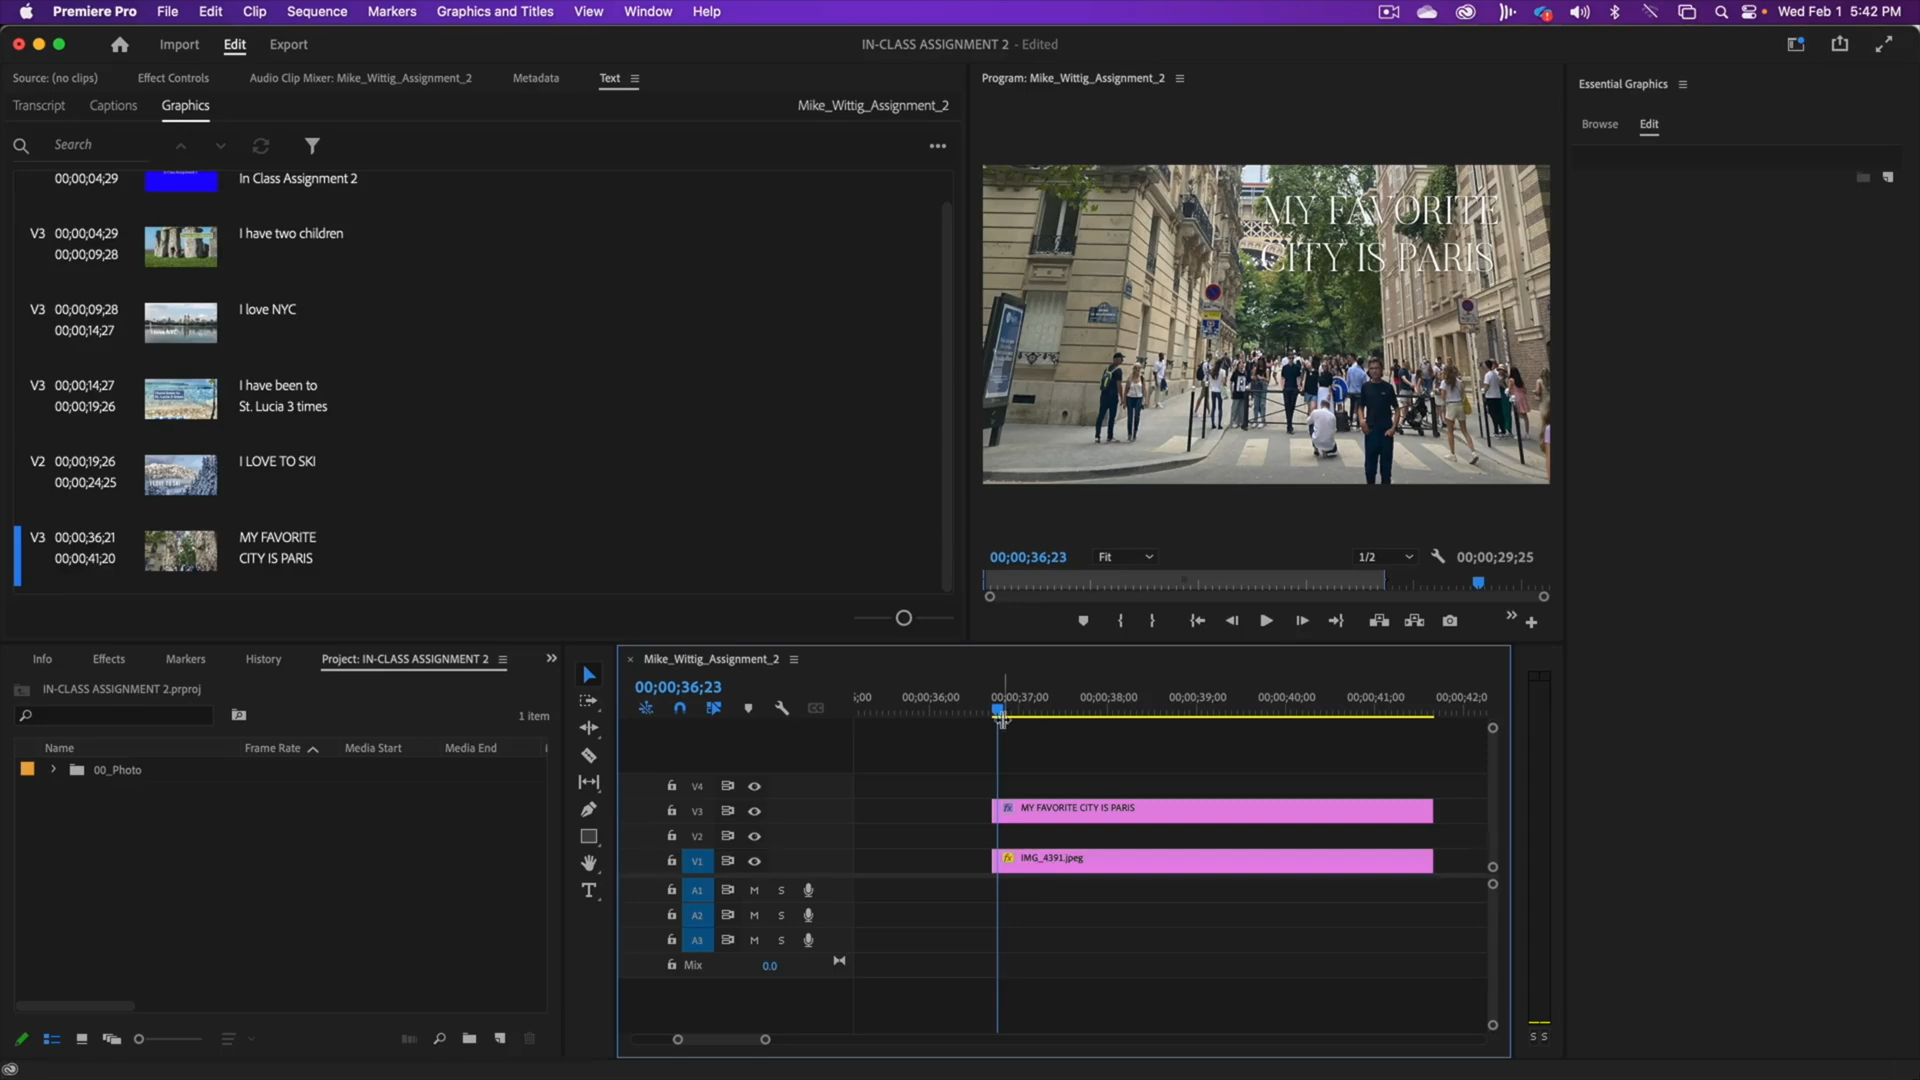 Premiere Pro File Edit Clip Sequence Markers Graphics and Titles View Window Help Wed Feb 1 5:42 PM
Import Edit Export IN-CLASS ASSIGNMENT 2 - Edited
Source: (no clips) Effect Controls Audio Clip Mixer: Mike_Wittig_Assignment_2 Metadata Text
Transcript Captions Graphics Mike_Wittig_Assignment_2
Search
00;00;04;29 In Class Assignment 2
V3 00;00;04;29 I have two children
00;00;09;28
V3 00;00;09;28 I love NYC
00;00;14;27
V3 00;00;14;27 I have been to
00;00;19;26 St. Lucia 3 times
V2 00;00;19;26 I LOVE TO SKI
00;00;24;25
V3 00;00;36;21 MY FAVORITE
00;00;41;20 CITY IS PARIS
Program: Mike_Wittig_Assignment_2
MY FAVORITE
CITY IS PARIS
00;00;36;23 Fit 1/2 00;00;29;25
Essential Graphics
Browse Edit
Info Effects Markers History Project: IN-CLASS ASSIGNMENT 2
IN-CLASS ASSIGNMENT 2.prproj
1 item
Name Frame Rate Media Start Media End
00_Photo
Mike_Wittig_Assignment_2
00;00;36;23
;00 00;00;36;00 00;00;37;00 00;00;38;00 00;00;39;00 00;00;40;00 00;00;41;00 00;00;42;0
V4
V3 fx MY FAVORITE CITY IS PARIS
V2
V1 fx IMG_4391.jpeg
A1 M S
A2 M S
A3 M S
Mix 0.0
S S